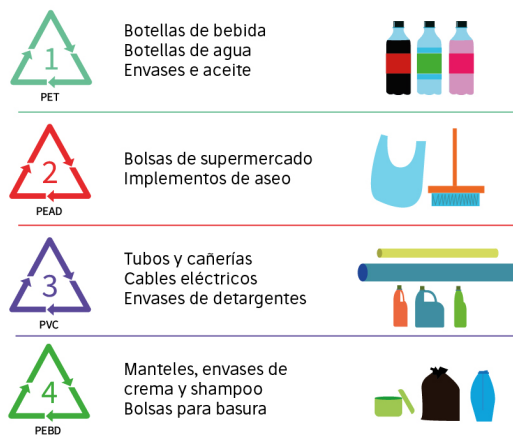 1
PET
Botellas de bebida
Botellas de agua
Envases e aceite
2
PEAD
Bolsas de supermercado
Implementos de aseo
3
PVC
Tubos y cañerías
Cables eléctricos
Envases de detargentes
4
PEBD
Manteles, envases de
crema y shampoo
Bolsas para basura